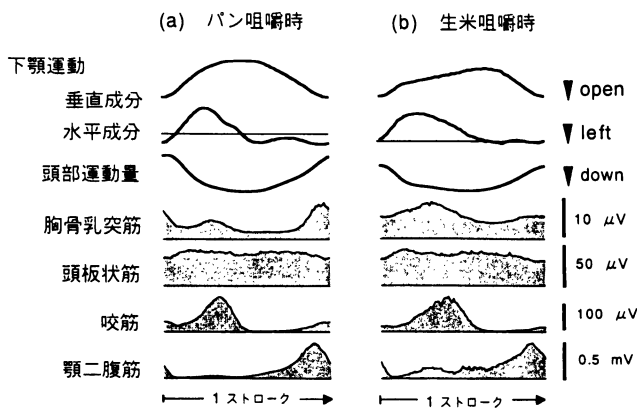 (a) パン咀嚼時 (b) 生米咀嚼時
下顎運動
垂直成分 open
水平成分 left
頭部運動量 down
胸骨乳突筋 10 μV
頭板状筋 50 μV
咬筋 100 μV
顎二腹筋 0.5 mV
1 ストローク 1 ストローク